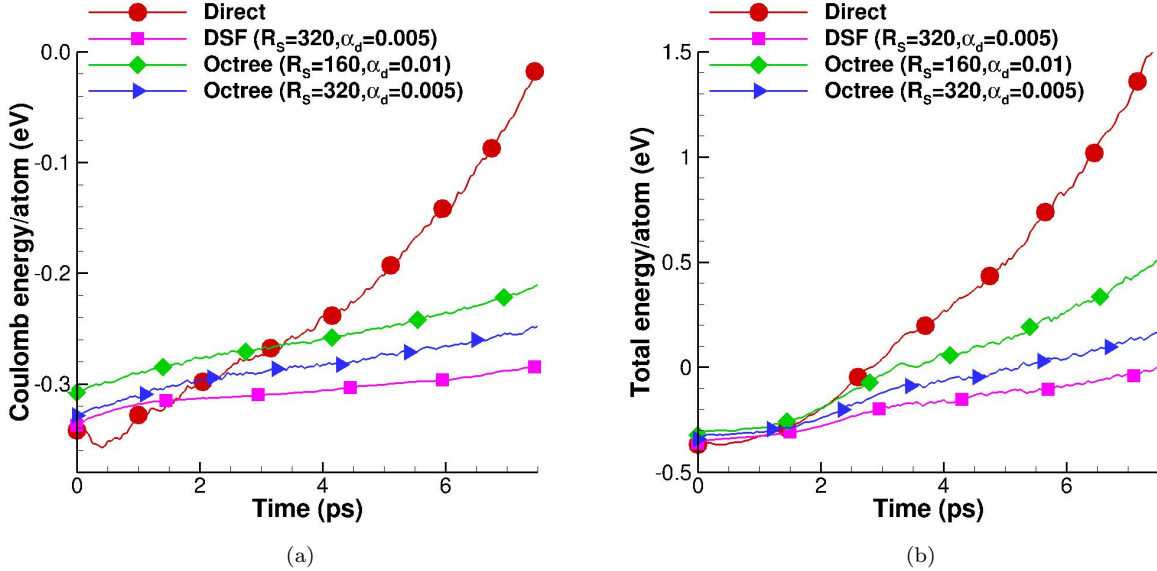 Direct
DSF (R_S=320,α_d=0.005)
Octree (R_S=160,α_d=0.01)
Octree (R_S=320,α_d=0.005)
0.0
-0.1
-0.2
-0.3
Coulomb energy/atom (eV)
0
2
4
6
Time (ps)
(a)
Direct
DSF (R_S=320,α_d=0.005)
Octree (R_S=160,α_d=0.01)
Octree (R_S=320,α_d=0.005)
1.5
1
0.5
0
-0.5
Total energy/atom (eV)
0
2
4
6
Time (ps)
(b)